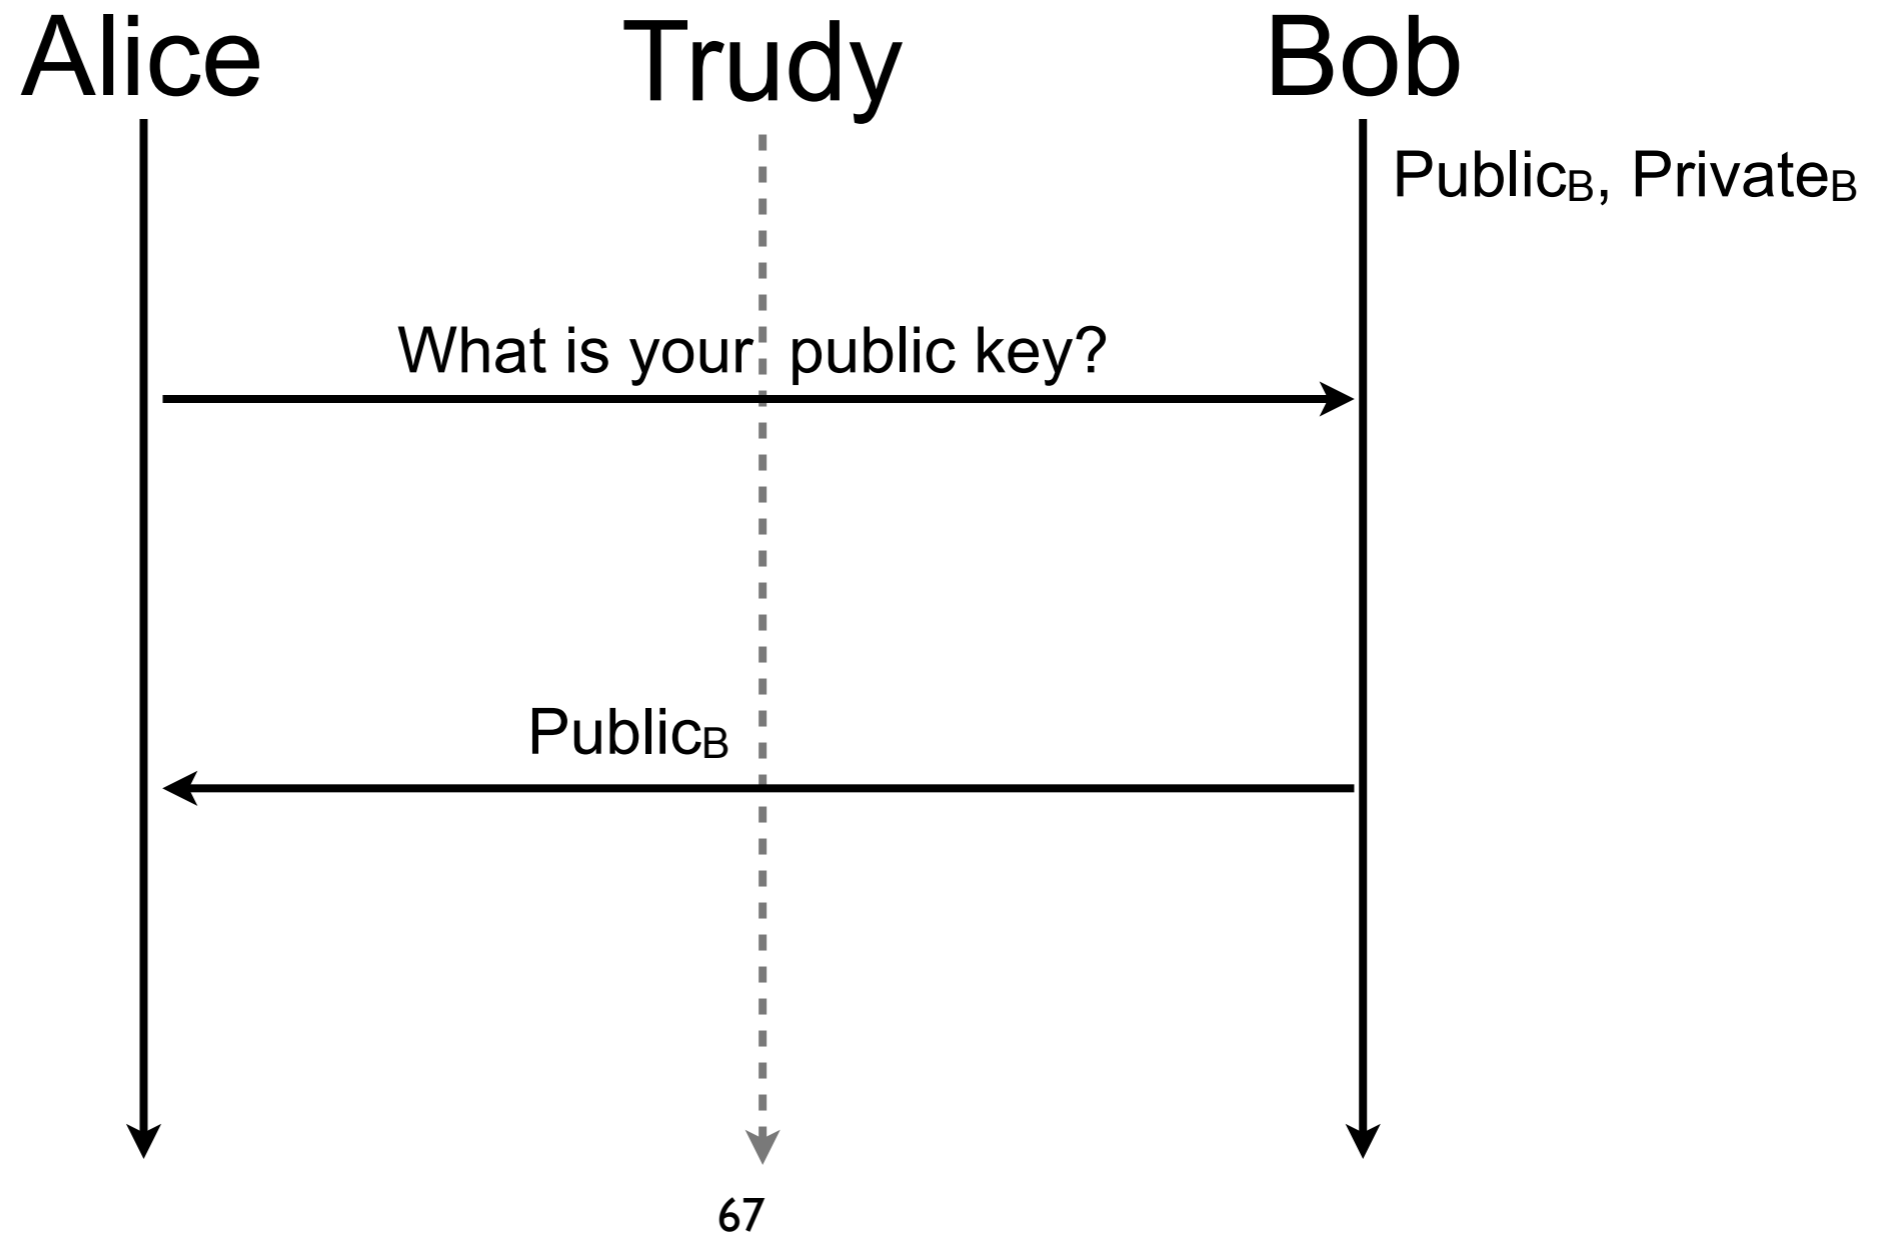 Alice Trudy Bob
PublicB, PrivateB
What is your public key?
PublicB
67